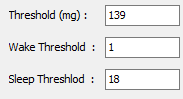 Threshold (mg) : 139
Wake Threshold : 1
Sleep Threshlod : 18